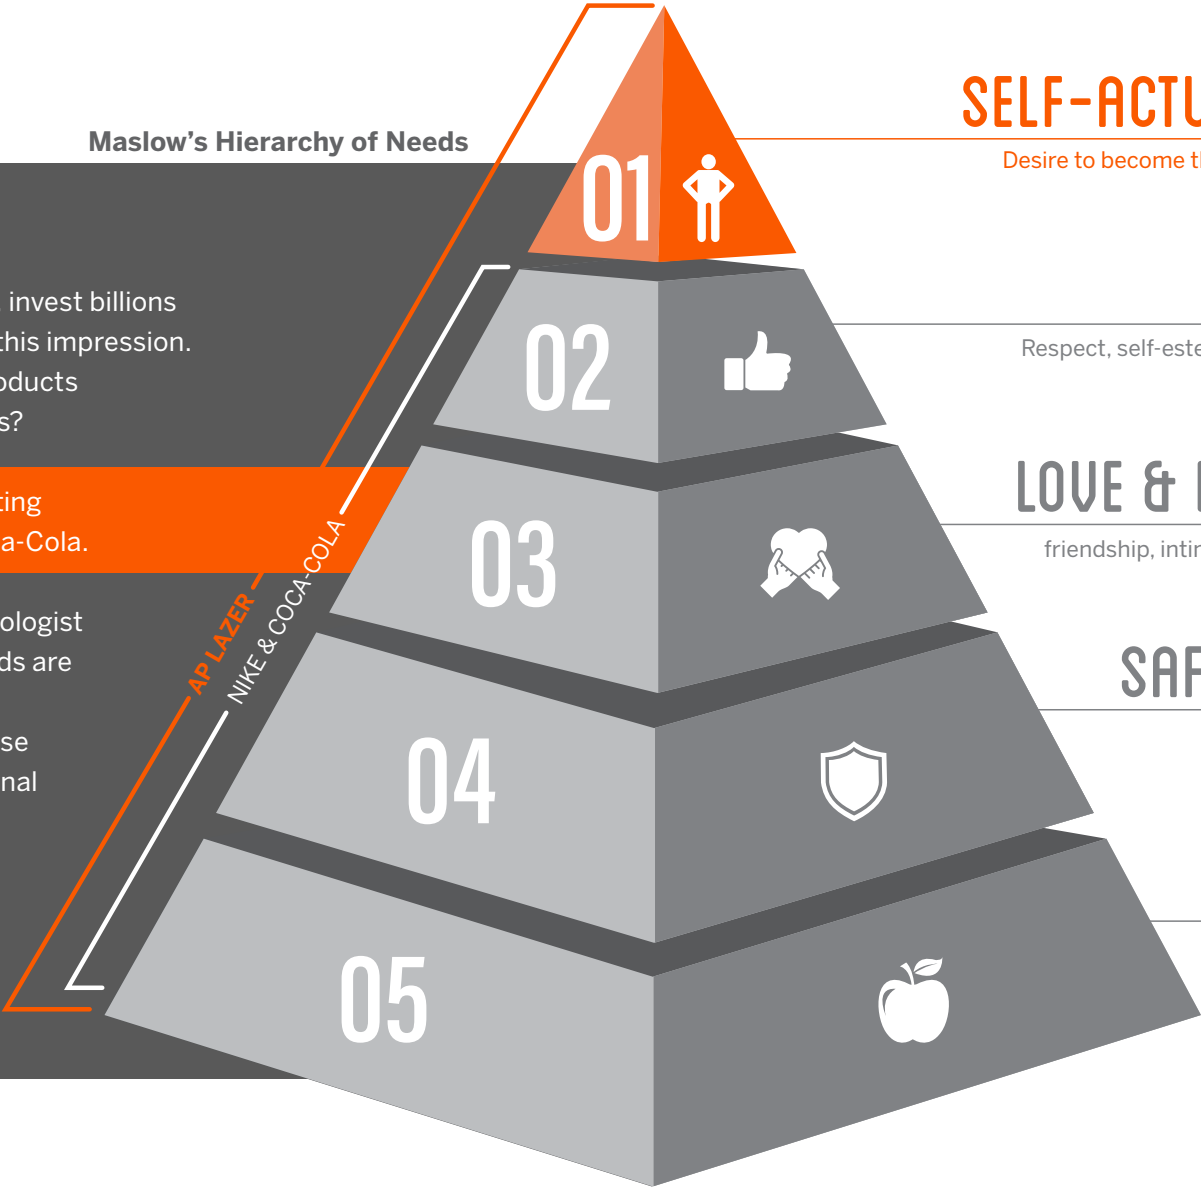 Maslow's Hierarchy of Needs
invest billions
this impression.
oducts
s?
ting
a-Cola.
ologist
ds are
se
nal
AP LAZER
NIKE & COCA-COLA
01
02
03
04
05
SELF-ACTU
Desire to become t
Respect, self-este
LOVE &
friendship, intir
SAF